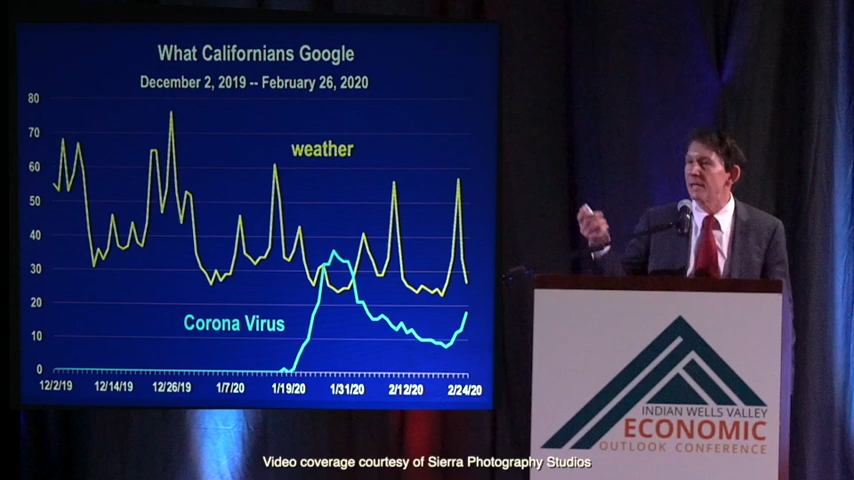 What Californians Google
December 2, 2019 -- February 26, 2020
80
70
60
50
40
30
20
10
0
weather
Corona Virus
12/2/19 12/14/19 12/26/19 1/7/20 1/19/20 1/31/20 2/12/20 2/24/20
INDIAN WELLS VALLEY
ECONOMIC
OUTLOOK CONFERENCE
Video coverage courtesy of Sierra Photography Studios